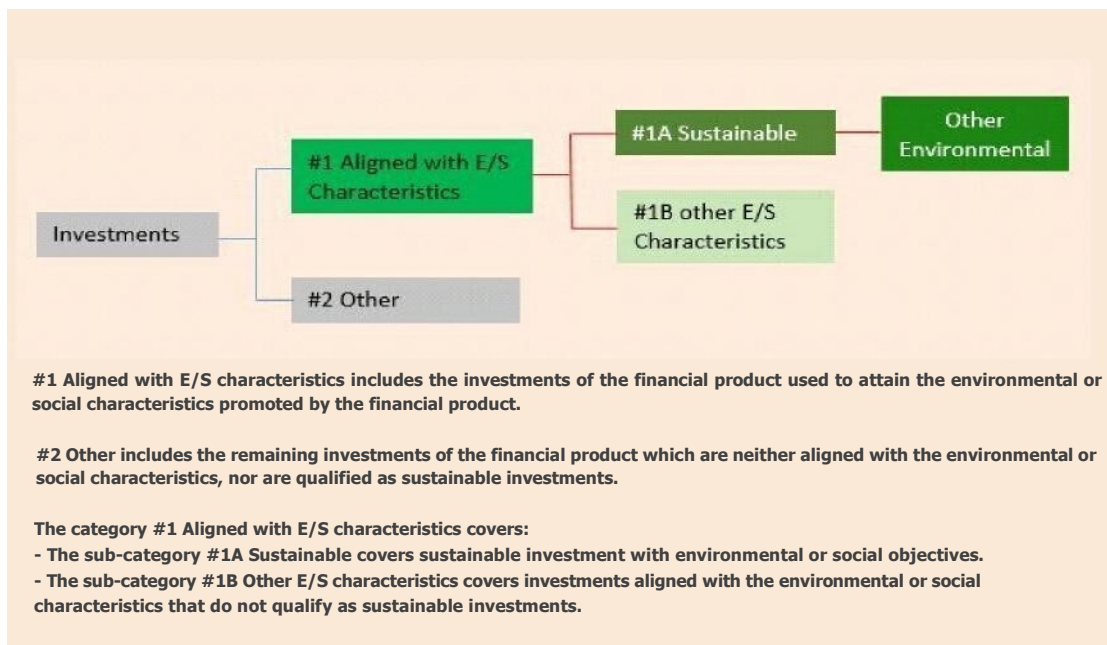 Other
Environmental
#1A Sustainable
#1 Aligned with E/S
Characteristics
#1B other E/S
Characteristics
Investments
#2 Other
#1 Aligned with E/S characteristics includes the investments of the financial product used to attain the environmental or
social characteristics promoted by the financial product.
#2 Other includes the remaining investments of the financial product which are neither aligned with the environmental or
social characteristics, nor are qualified as sustainable investments.
The category #1 Aligned with E/S characteristics covers:
- The sub-category #1A Sustainable covers sustainable investment with environmental or social objectives.
- The sub-category #1B Other E/S characteristics covers investments aligned with the environmental or social
characteristics that do not qualify as sustainable investments.